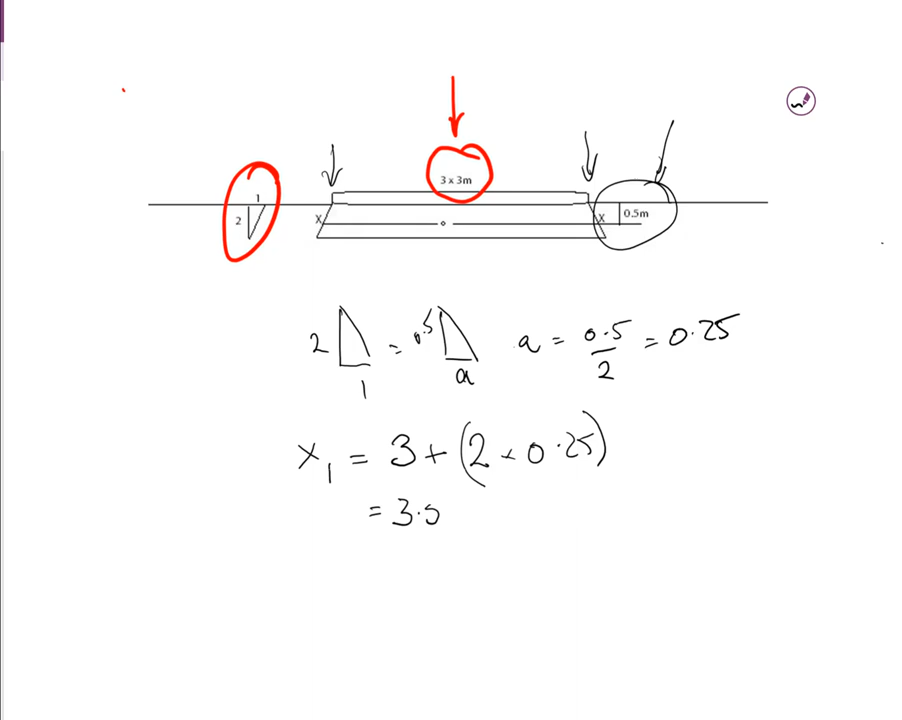 3 x 3m
1
2
X
X
0.5m
2 1 = 0.5 a a = 0.5/2 = 0.25
X1 = 3 + (2 × 0.25)
= 3.5